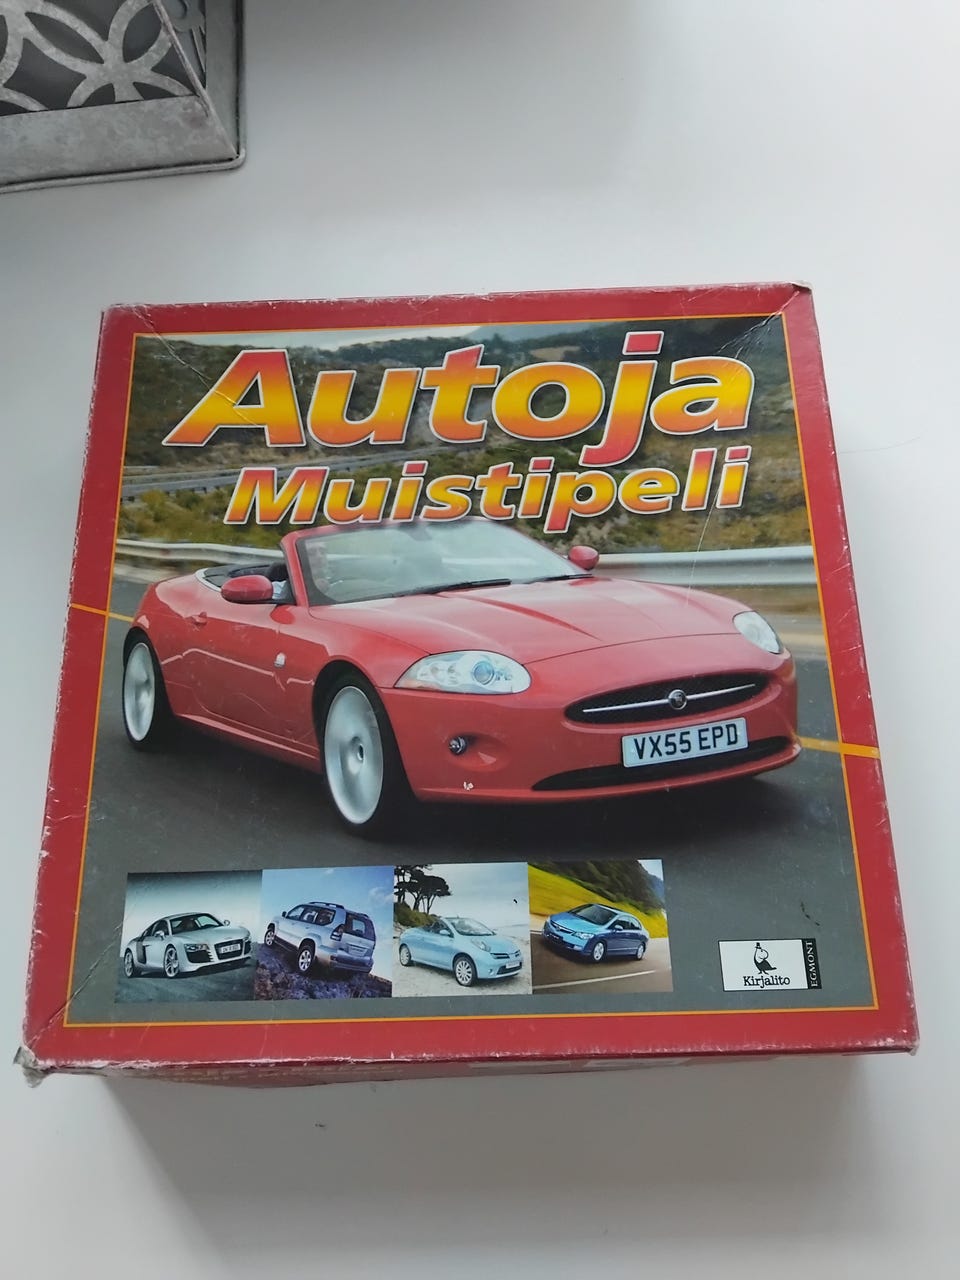 Autoja
Muistipeli
VX55 EPD
Kirjalito
EGMONT